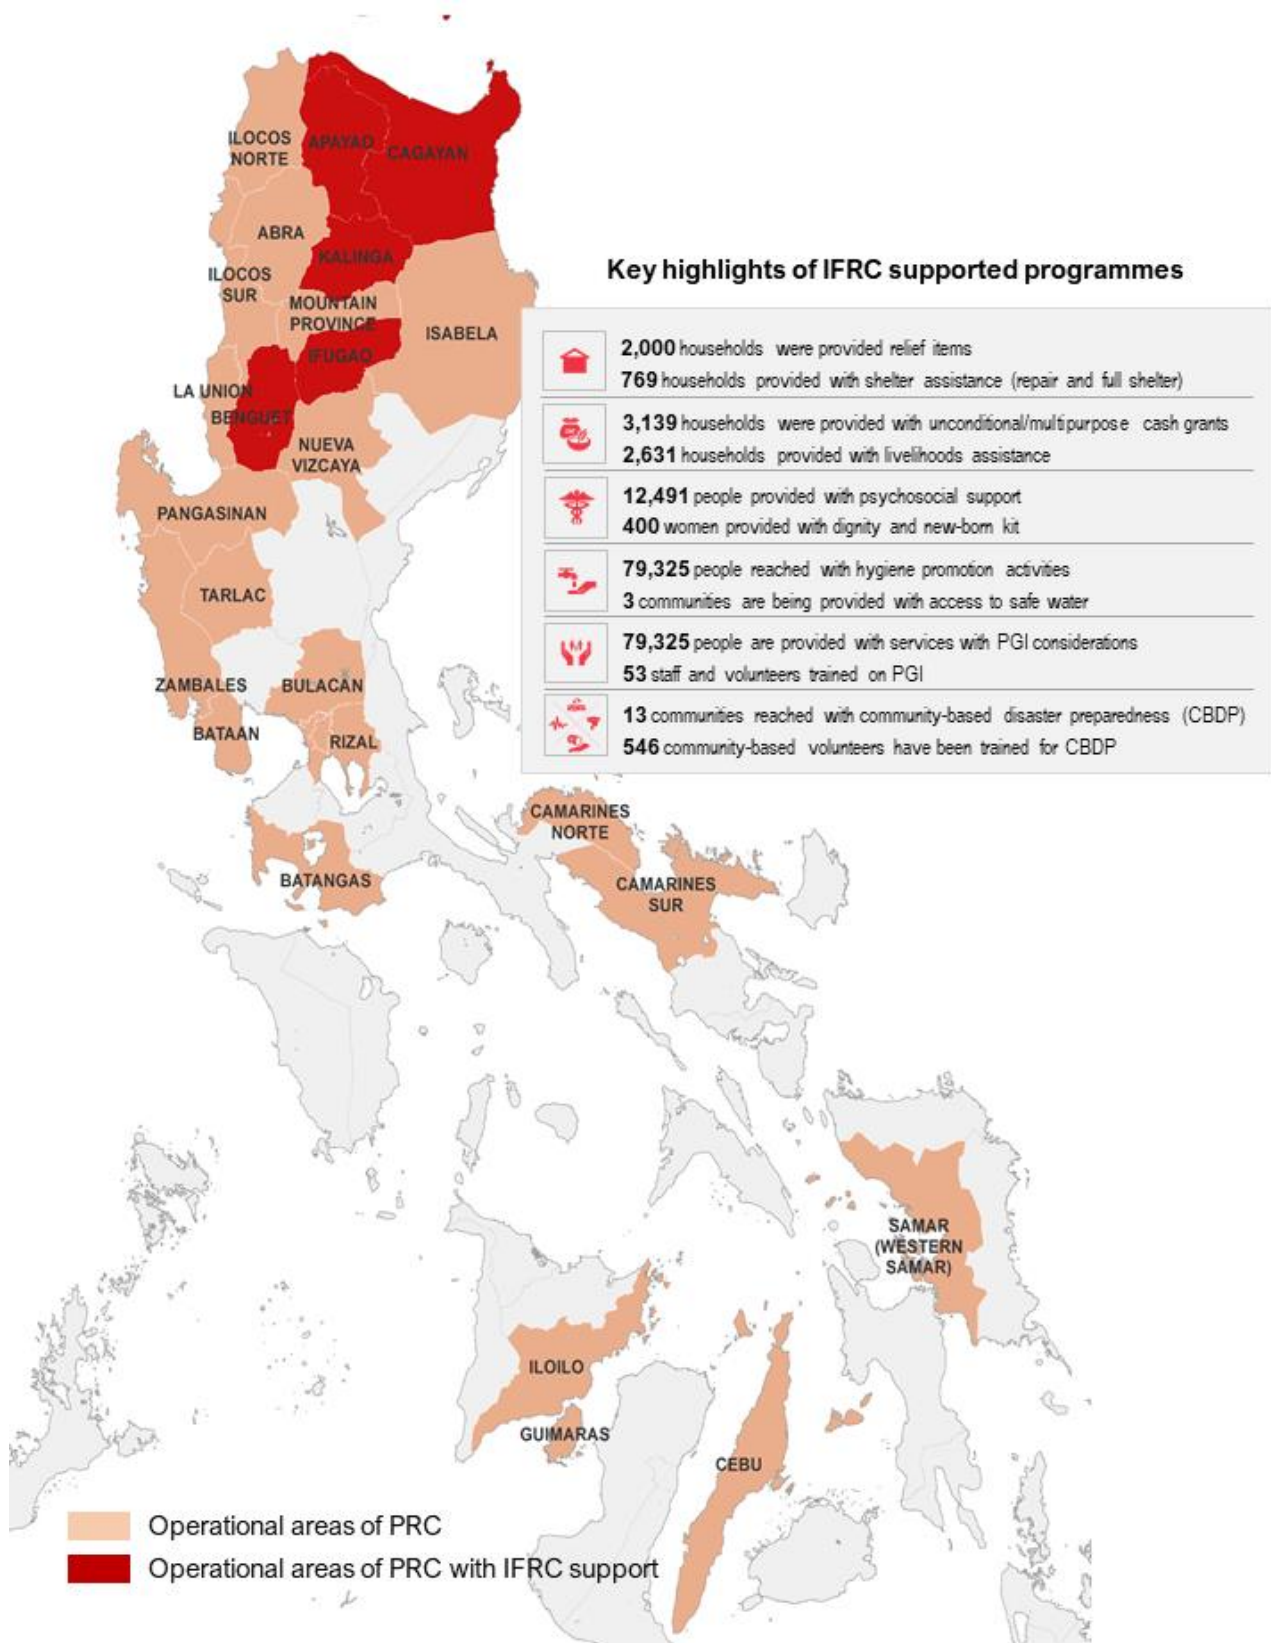 ILOCOS
NORTE
APAYAO
CAGAYAN
ABRA
KALINGA
ILOCOS
SUR
MOUNTAIN
PROVINCE
ISABELA
IFUGAO
LA UNION
BENGUET
NUEVA
VIZCAYA
PANGASINAN
TARLAC
ZAMBALES
BULACAN
BATAAN
RIZAL
Key highlights of IFRC supported programmes
2,000 households were provided relief items
769 households provided with shelter assistance (repair and full shelter)
3,139 households were provided with unconditional/multipurpose cash grants
2,631 households provided with livelihoods assistance
12,491 people provided with psychosocial support
400 women provided with dignity and new-born kit
79,325 people reached with hygiene promotion activities
3 communities are being provided with access to safe water
79,325 people are provided with services with PGI considerations
53 staff and volunteers trained on PGI
13 communities reached with community-based disaster preparedness (CBDP)
546 community-based volunteers have been trained for CBDP
CAMARINES
NORTE
BATANGAS
CAMARINES
SUR
SAMAR
(WESTERN
SAMAR)
ILOILO
GUIMARAS
CEBU
Operational areas of PRC
Operational areas of PRC with IFRC support